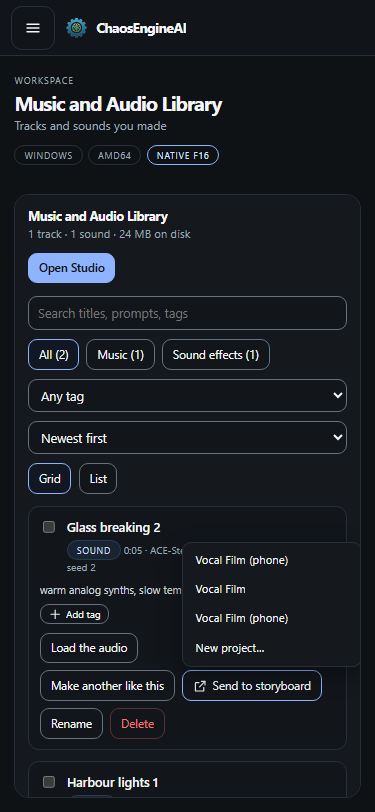 ChaosEngineAI
WORKSPACE
Music and Audio Library
Tracks and sounds you made
WINDOWS AMD64 NATIVE F16
Music and Audio Library
1 track · 1 sound · 24 MB on disk
Open Studio
Search titles, prompts, tags
All (2) Music (1) Sound effects (1)
Any tag
Newest first
Grid List
Glass breaking 2
SOUND 0:05 · ACE-Ste
seed 2
warm analog synths, slow tem
Add tag
Load the audio
Vocal Film (phone)
Vocal Film
Vocal Film (phone)
New project...
Make another like this Send to storyboard
Rename Delete
Harbour lights 1